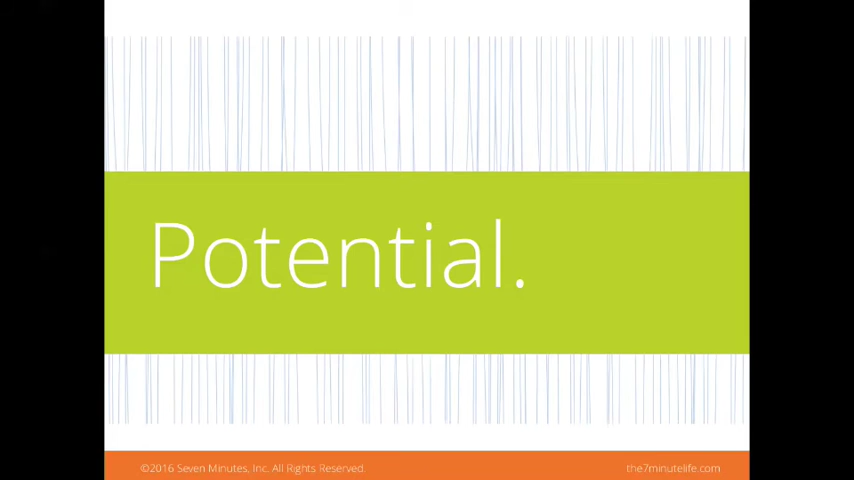 Potential.
©2016 Seven Minutes, Inc. All Rights Reserved.
the7minutelife.com